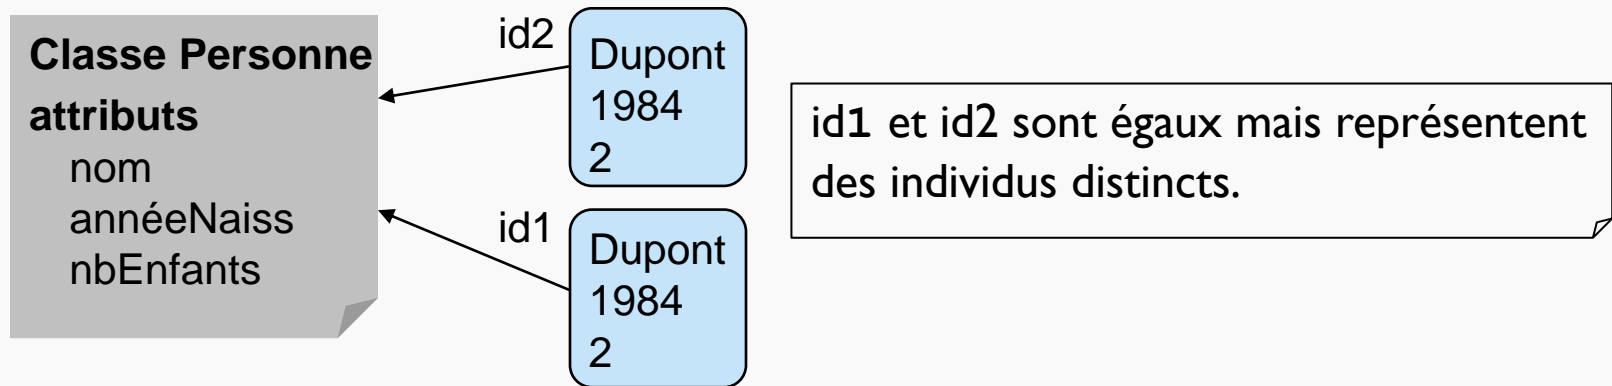 Classe Personne
attributs
nom
annéeNaiss
nbEnfants
id2
Dupont
1984
2
id1
Dupont
1984
2
id1 et id2 sont égaux mais représentent
des individus distincts.